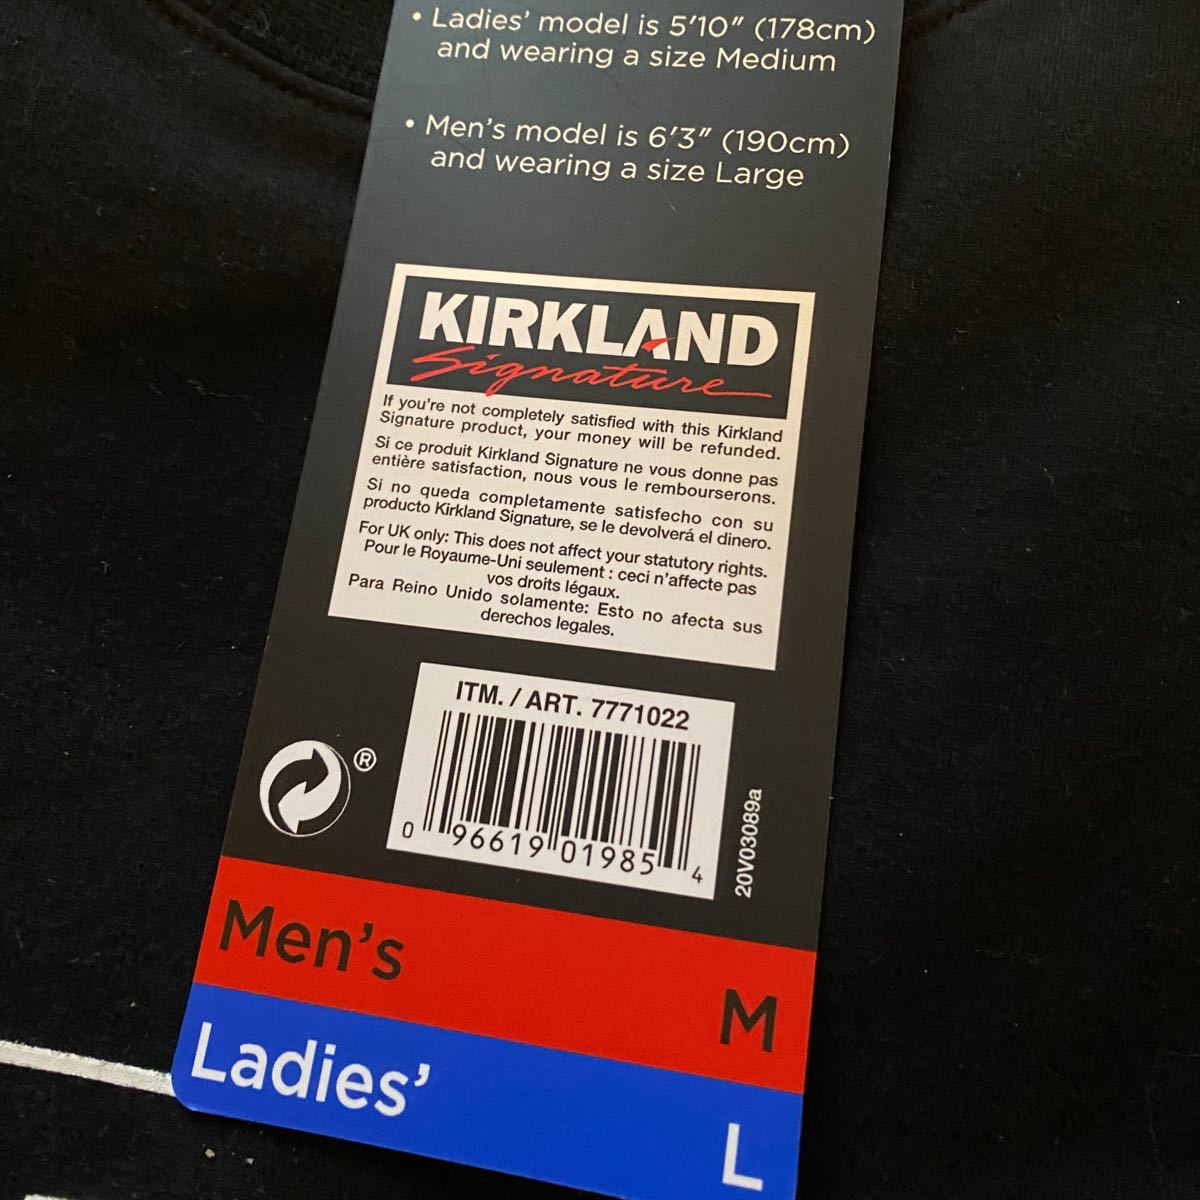 • Ladies’ model is 5′10″ (178cm)
and wearing a size Medium
• Men’s model is 6′3″ (190cm)
and wearing a size Large
KIRKLAND
Signature
If you're not completely satisfied with this Kirkland
Signature product, your money will be refunded.
Si ce produit Kirkland Signature ne vous donne pas
entière satisfaction, nous vous le rembourserons.
Si no queda completamente satisfecho con su
producto Kirkland Signature, se le devolverá el dinero.
For UK only: This does not affect your statutory rights.
Pour le Royaume-Uni seulement : ceci n'affecte pas
vos droits légaux.
Para Reino Unido solamente: Esto no afecta sus
derechos legales.
ITM. / ART. 7771022
®
0 96619 01985 4
20V03089a
Men’s M
Ladies’ L